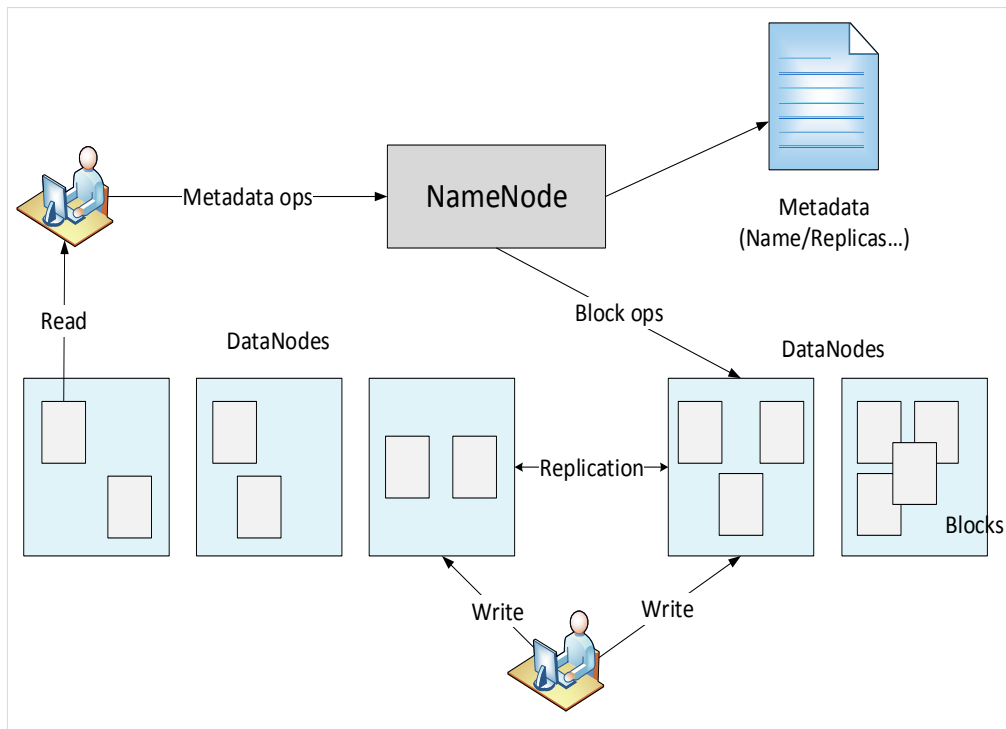 Metadata ops
NameNode
Metadata
(Name/Replicas...)
Read
Block ops
DataNodes
DataNodes
Replication
Blocks
Write
Write